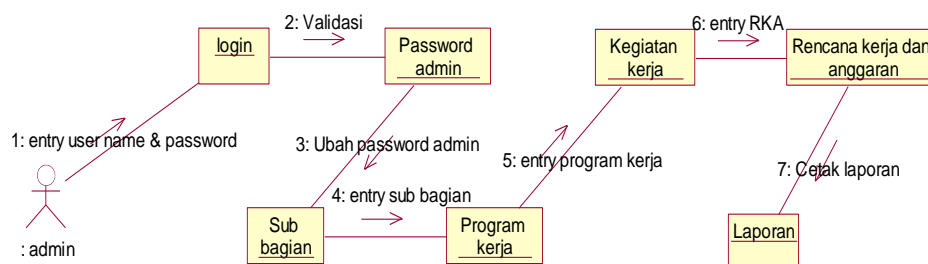 1: entry user name & password
: admin
login
2: Validasi
Password
admin
3: Ubah password admin
Sub
bagian
4: entry sub bagian
Program
kerja
5: entry program kerja
Kegiatan
kerja
6: entry RKA
Rencana kerja dan
anggaran
7: Cetak laporan
Laporan